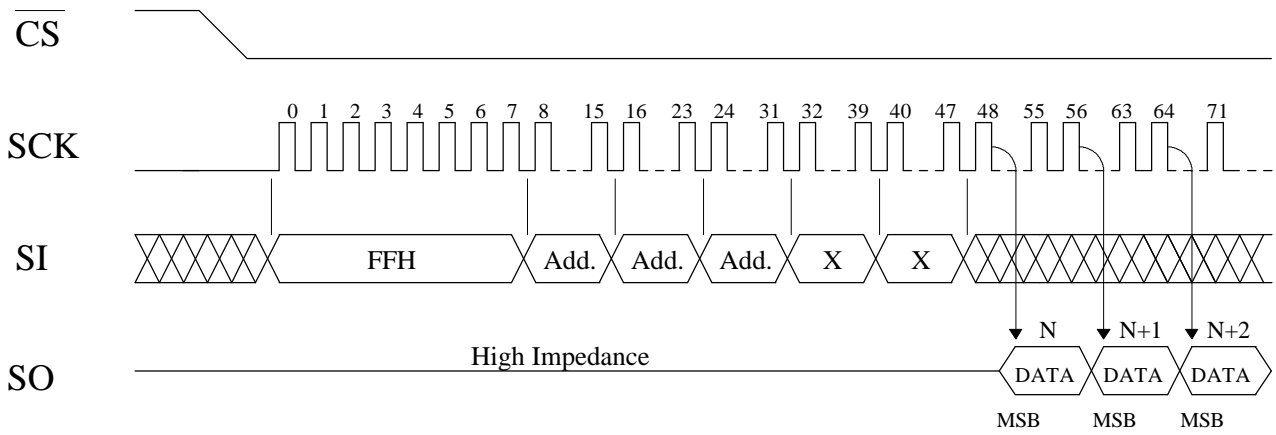 CS
0 1 2 3 4 5 6 7 8 15 16 23 24 31 32 39 40 47 48 55 56 63 64 71
SCK
SI FFH Add. Add. Add. X X
N N+1 N+2
High Impedance
SO DATA DATA DATA
MSB MSB MSB